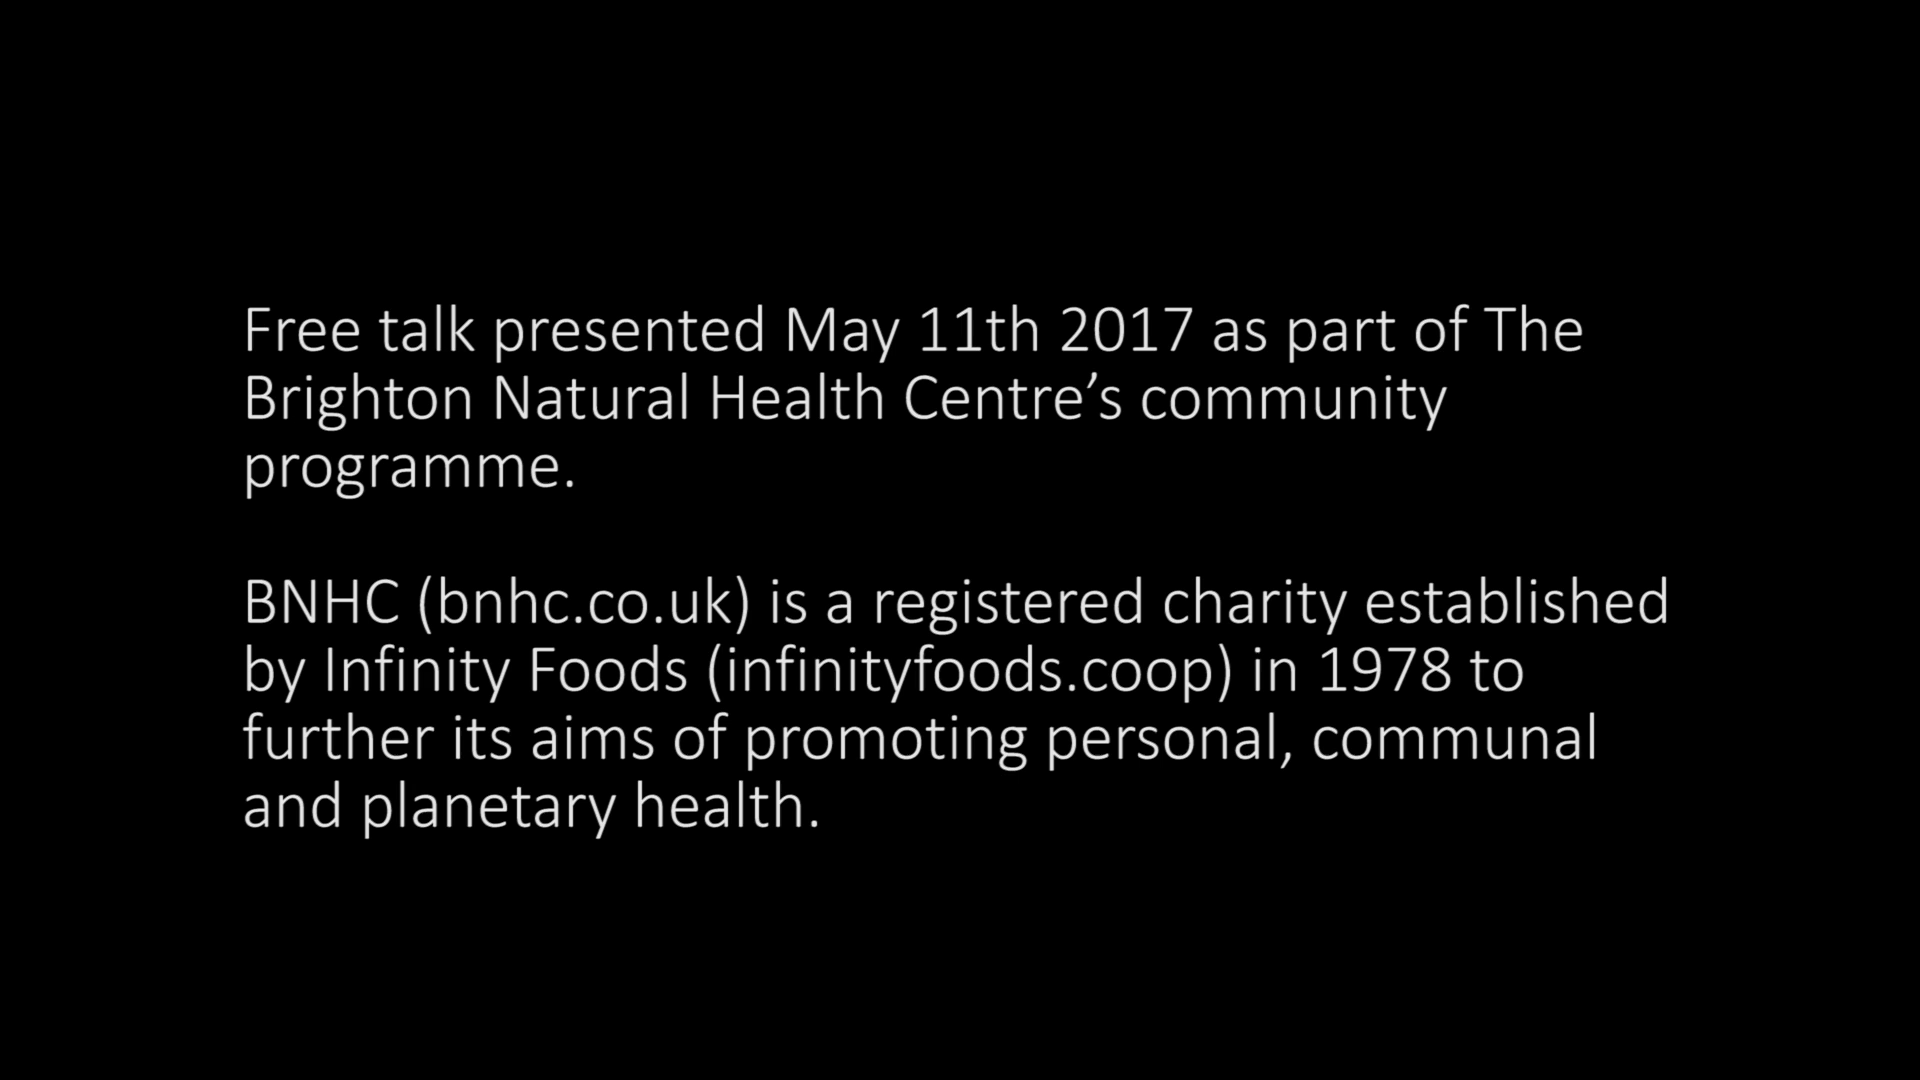 Free talk presented May 11th 2017 as part of The
Brighton Natural Health Centre’s community
programme.
BNHC (bnhc.co.uk) is a registered charity established
by Infinity Foods (infinityfoods.coop) in 1978 to
further its aims of promoting personal, communal
and planetary health.